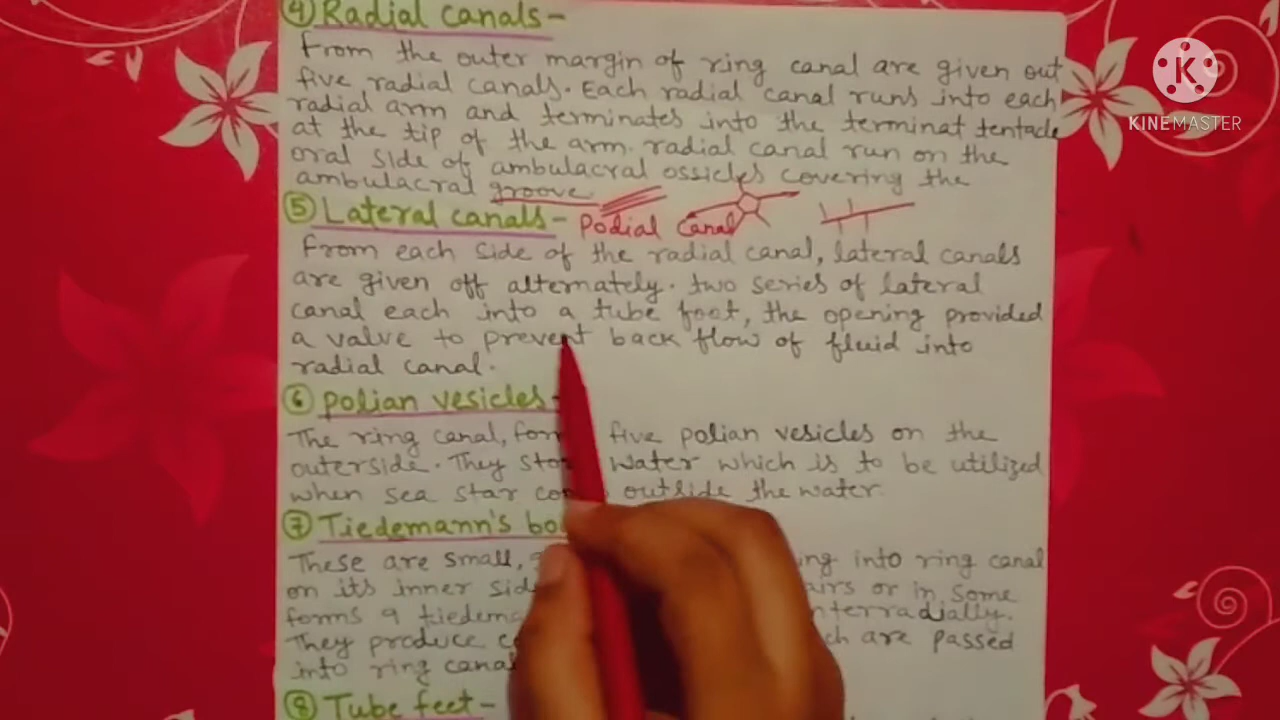 ④ Radial canals-
From the outer margin of ring canal are given out
five radial canals. Each radial canal runs into each
radial arm and terminates into the terminat tentacle
at the tip of the arm. radial canal run on the
oral side of ambulacral ossicles covering the
ambulacral groove.
⑤ Lateral canals- Podial Canal
From each side of the radial canal, lateral canals
are given off alternately. two series of lateral
canal each into a tube foot, the opening provided
a valve to prevent back flow of fluid into
radial canal.
⑥ polian vesicles-
The ring canal, five polian vesicles on the
outerside. They water which is to be utilized
when sea star outside the water.
⑦ Tiedemann's
These are small, into ring canal
on its inner or in some
forms 9 interradially.
They produce are passed
into ring canal
⑧ Tube feet-
K
KINEMASTER